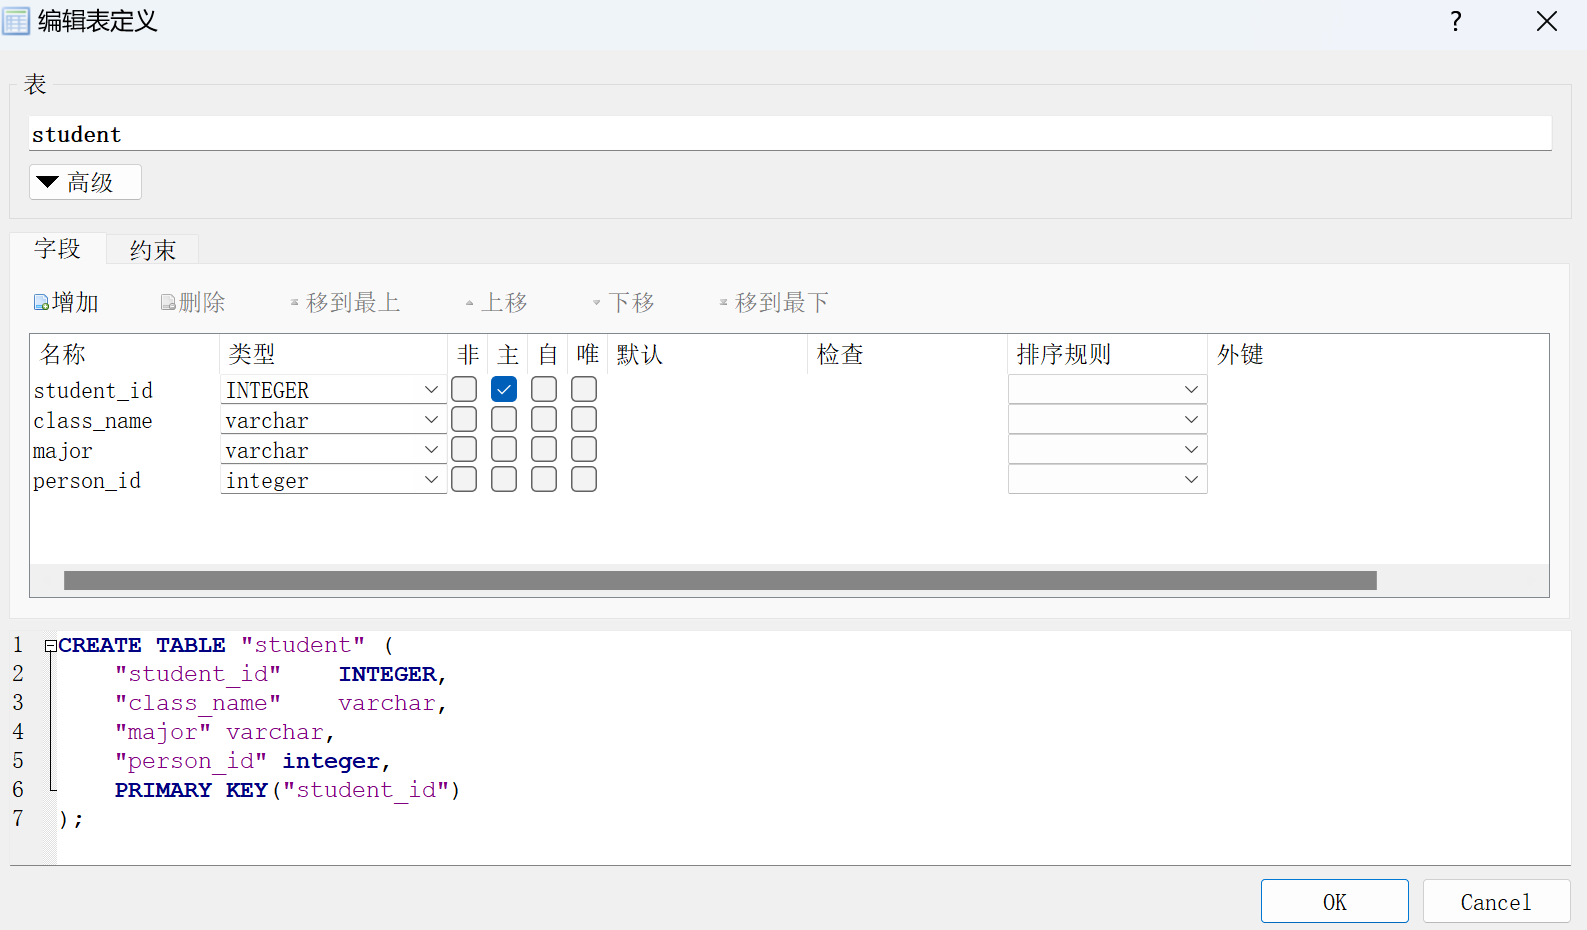 编辑表定义
?
表
student
高级
字段 约束
增加 删除 移到最上 上移 下移 移到最下
名称 类型 非 主 自 唯 默认 检查 排序规则 外键
student_id INTEGER
class_name varchar
major varchar
person_id integer
1 CREATE TABLE "student" (
2 "student_id" INTEGER,
3 "class_name" varchar,
4 "major" varchar,
5 "person_id" integer,
6 PRIMARY KEY("student_id")
7 );
OK Cancel